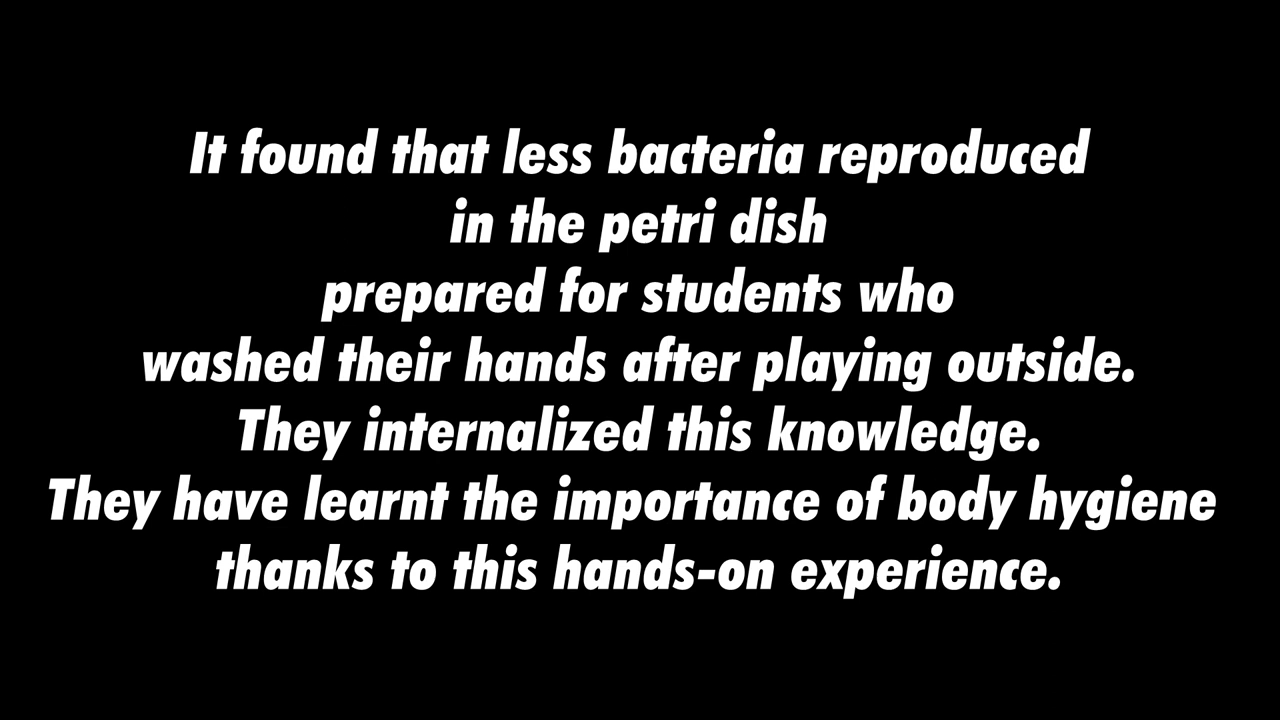 It found that less bacteria reproduced
in the petri dish
prepared for students who
washed their hands after playing outside.
They internalized this knowledge.
They have learnt the importance of body hygiene
thanks to this hands-on experience.